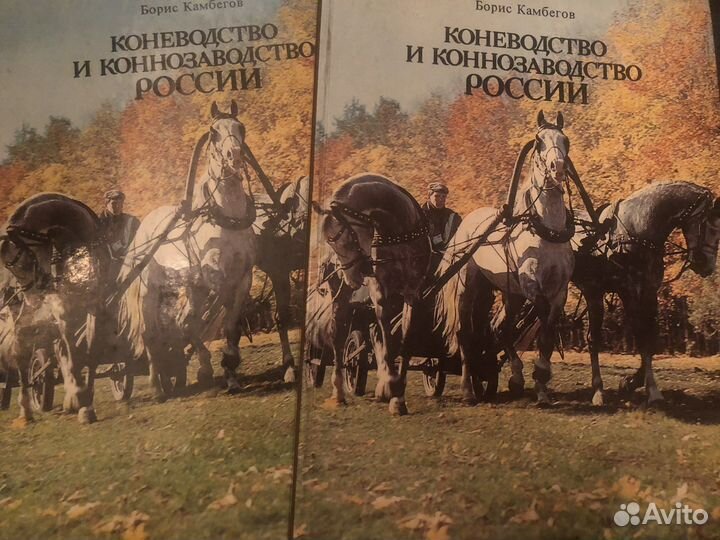 Борис Камбегов
КОНЕВОДСТВО
И КОННОЗАВОДСТВО
РОССИИ
Борис Камбегов
КОНЕВОДСТВО
И КОННОЗАВОДСТВО
РОССИИ
Avito